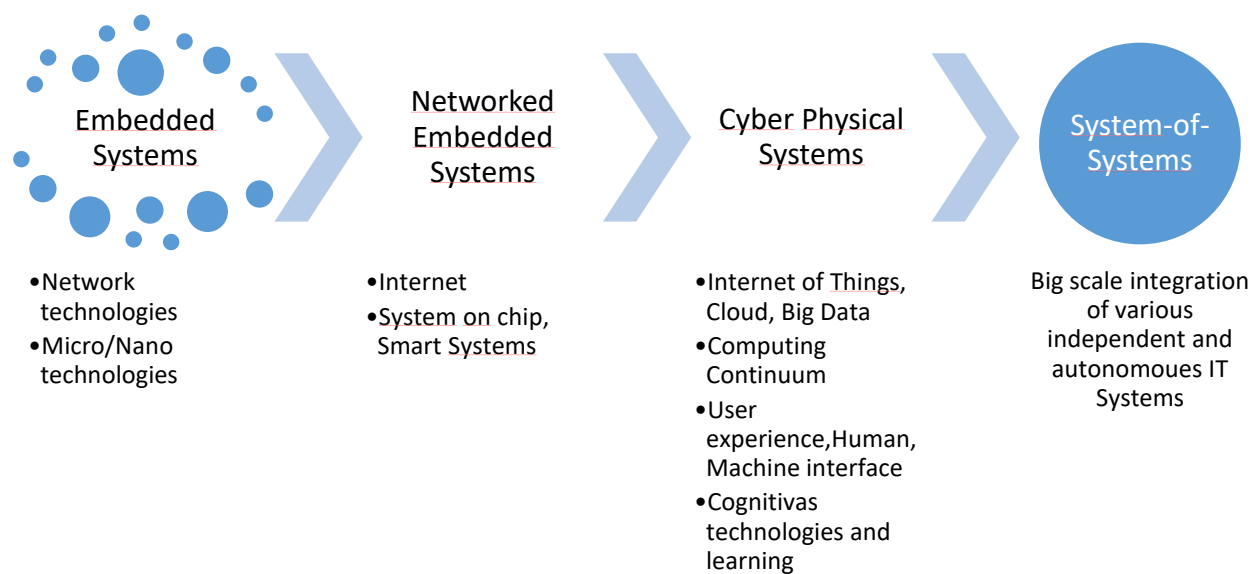 Embedded
Systems
•Network
technologies
•Micro/Nano
technologies
Networked
Embedded
Systems
•Internet
•System on chip,
Smart Systems
Cyber Physical
Systems
•Internet of Things,
Cloud, Big Data
•Computing
Continuum
•User
experience,Human,
Machine interface
•Cognitivas
technologies and
learning
System-of-
Systems
Big scale integration
of various
independent and
autonomoues IT
Systems